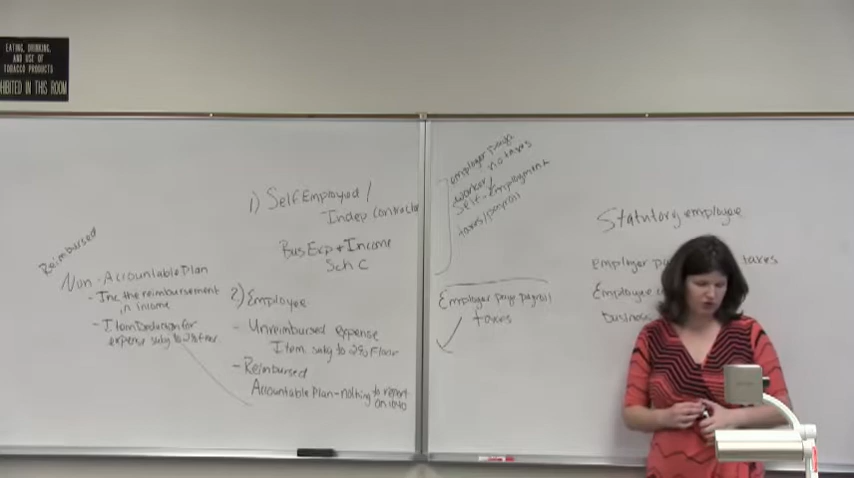 EATING, DRINKING,
AND USE OF
TOBACCO PRODUCTS
HIBITED IN THIS ROOM
1) Self Employed /
Indep Contractor
Bus Exp + Income
Sch C
Reimbursed
Non-Accountable Plan
- Inc the reimbursement
in income
- Item Deduction for
expense subj to 2% floor
2) Employee
- Unreimbursed Expense
Item subj to 2% Floor
- Reimbursed
Accountable Plan - nothing to report
on 1040
employer pays
no taxes
worker /
Self-Employment
taxes/payroll
Employer pays payroll
taxes
Statutory employee
employer taxes
Employee
business